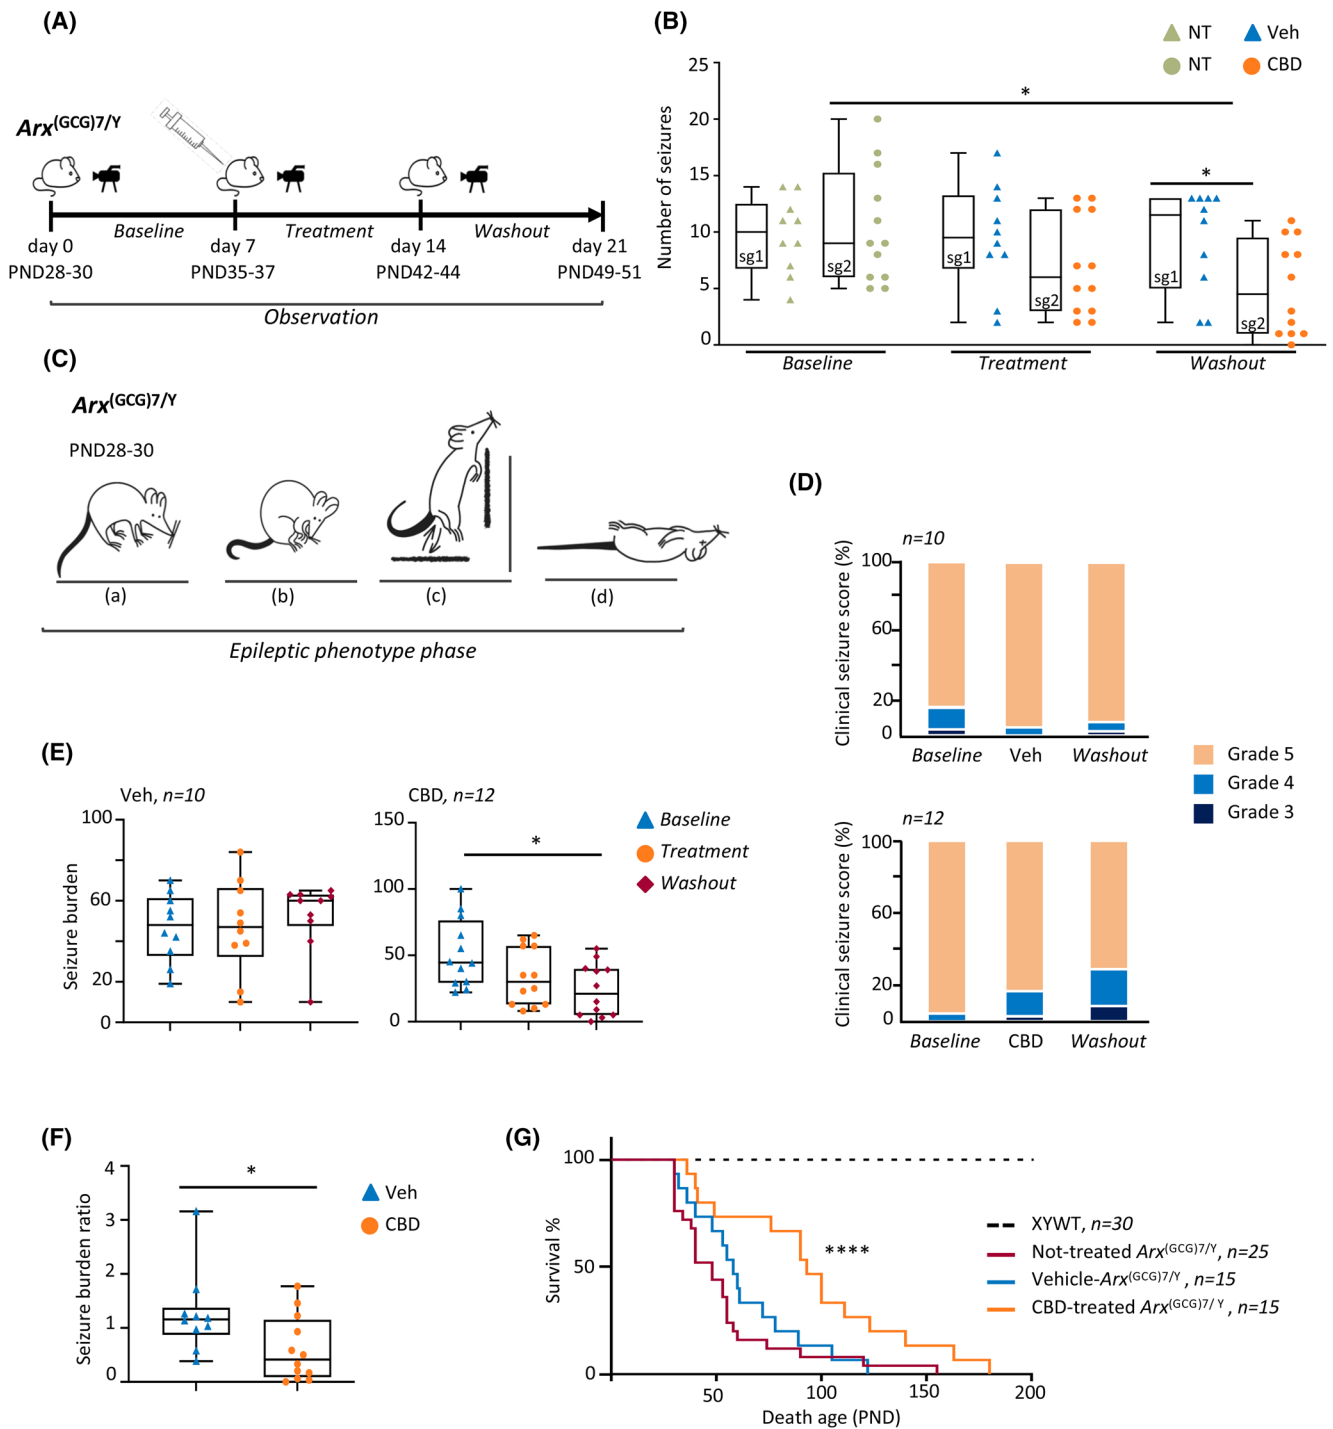 (A)
Arx(GCG)7/Y
Baseline
Treatment
Washout
day 0
day 7
day 14
day 21
PND28-30
PND35-37
PND42-44
PND49-51
Observation
(B)
NT
Veh
NT
CBD
Number of seizures
25
20
15
10
5
0
*
*
sg1
sg2
sg1
sg2
sg1
sg2
Baseline
Treatment
Washout
(C)
Arx(GCG)7/Y
PND28-30
(a)
(b)
(c)
(d)
Epileptic phenotype phase
(D)
n=10
Clinical seizure score (%)
100
60
20
0
Baseline
Veh
Washout
Grade 5
Grade 4
Grade 3
n=12
Clinical seizure score (%)
100
60
20
0
Baseline
CBD
Washout
(E)
Veh, n=10
Seizure burden
100
60
20
0
CBD, n=12
150
100
50
0
*
Baseline
Treatment
Washout
(F)
Seizure burden ratio
4
3
2
1
0
*
Veh
CBD
(G)
Survival %
100
50
0
****
50
100
150
200
Death age (PND)
XYWT, n=30
Not-treated Arx(GCG)7/Y, n=25
Vehicle-Arx(GCG)7/Y , n=15
CBD-treated Arx(GCG)7/ Y , n=15